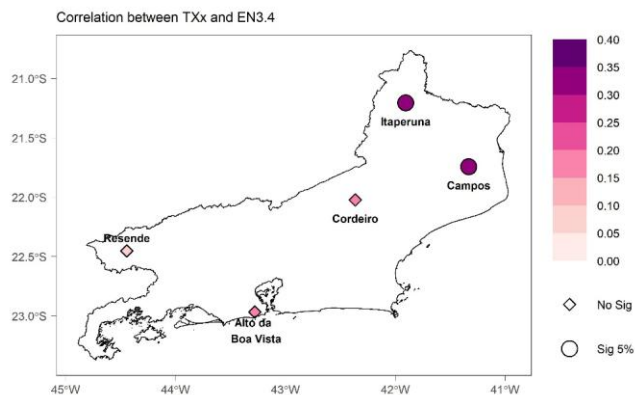 Correlation between TXx and EN3.4
21.0°S
21.5°S
22.0°S
22.5°S
23.0°S
45°W
44°W
43°W
42°W
41°W
Itaperuna
Campos
Cordeiro
Resende
Alto da
Boa Vista
0.40
0.35
0.30
0.25
0.20
0.15
0.10
0.05
0.00
No Sig
Sig 5%